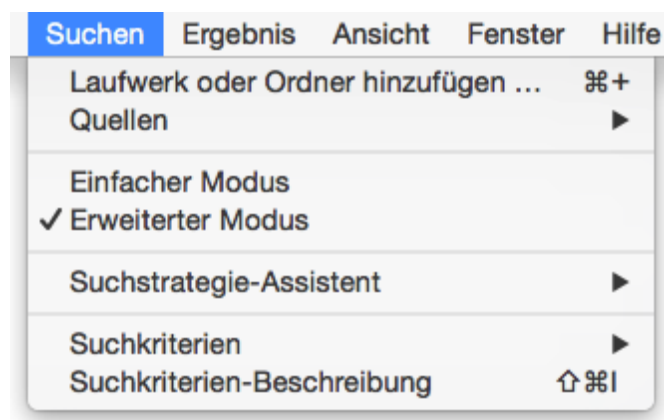 Suchen Ergebnis Ansicht Fenster Hilfe
Laufwerk oder Ordner hinzufügen … ⌘+
Quellen ▶
Einfacher Modus
✓ Erweiterter Modus
Suchstrategie-Assistent ▶
Suchkriterien ▶
Suchkriterien-Beschreibung ⇧⌘I